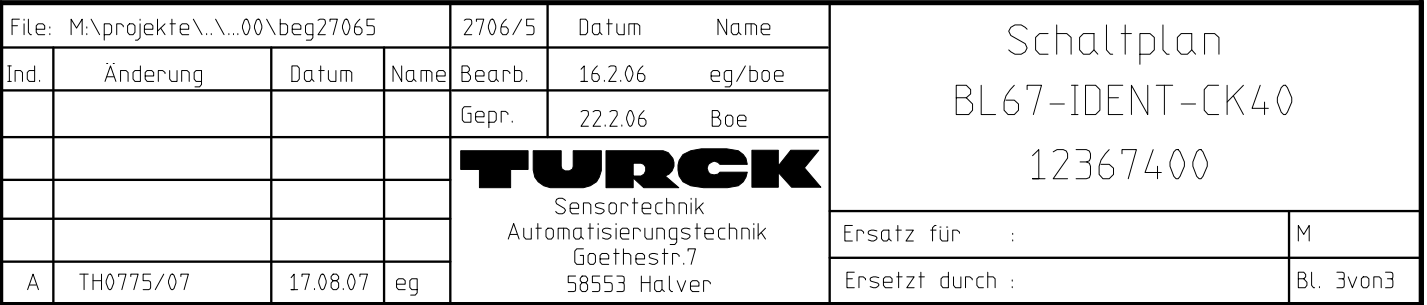 File: M:\projekte\..\...00\beg27065 2706/5 Datum Name
Ind. Änderung Datum Name Bearb. 16.2.06 eg/boe
Gepr. 22.2.06 Boe
Schaltplan
BL67-IDENT-CK40
12367400
TURCK
Sensortechnik
Automatisierungstechnik
Goethestr.7
58553 Halver
Ersatz für : M
A TH0775/07 17.08.07 eg
Ersetzt durch : Bl. 3von3